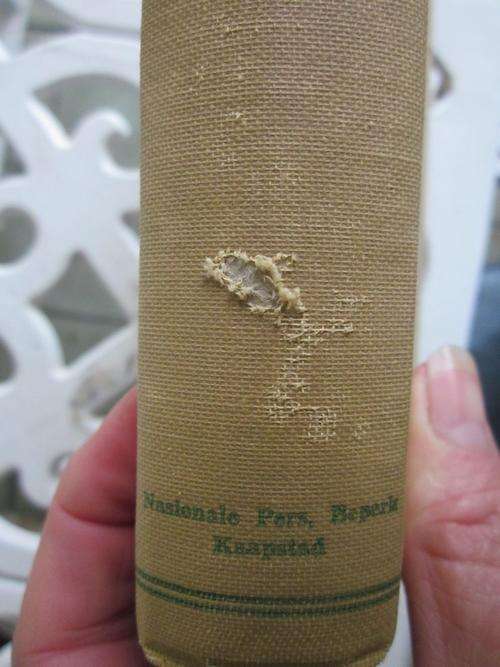 Nasionale Pers, Beperk
Kaapstad